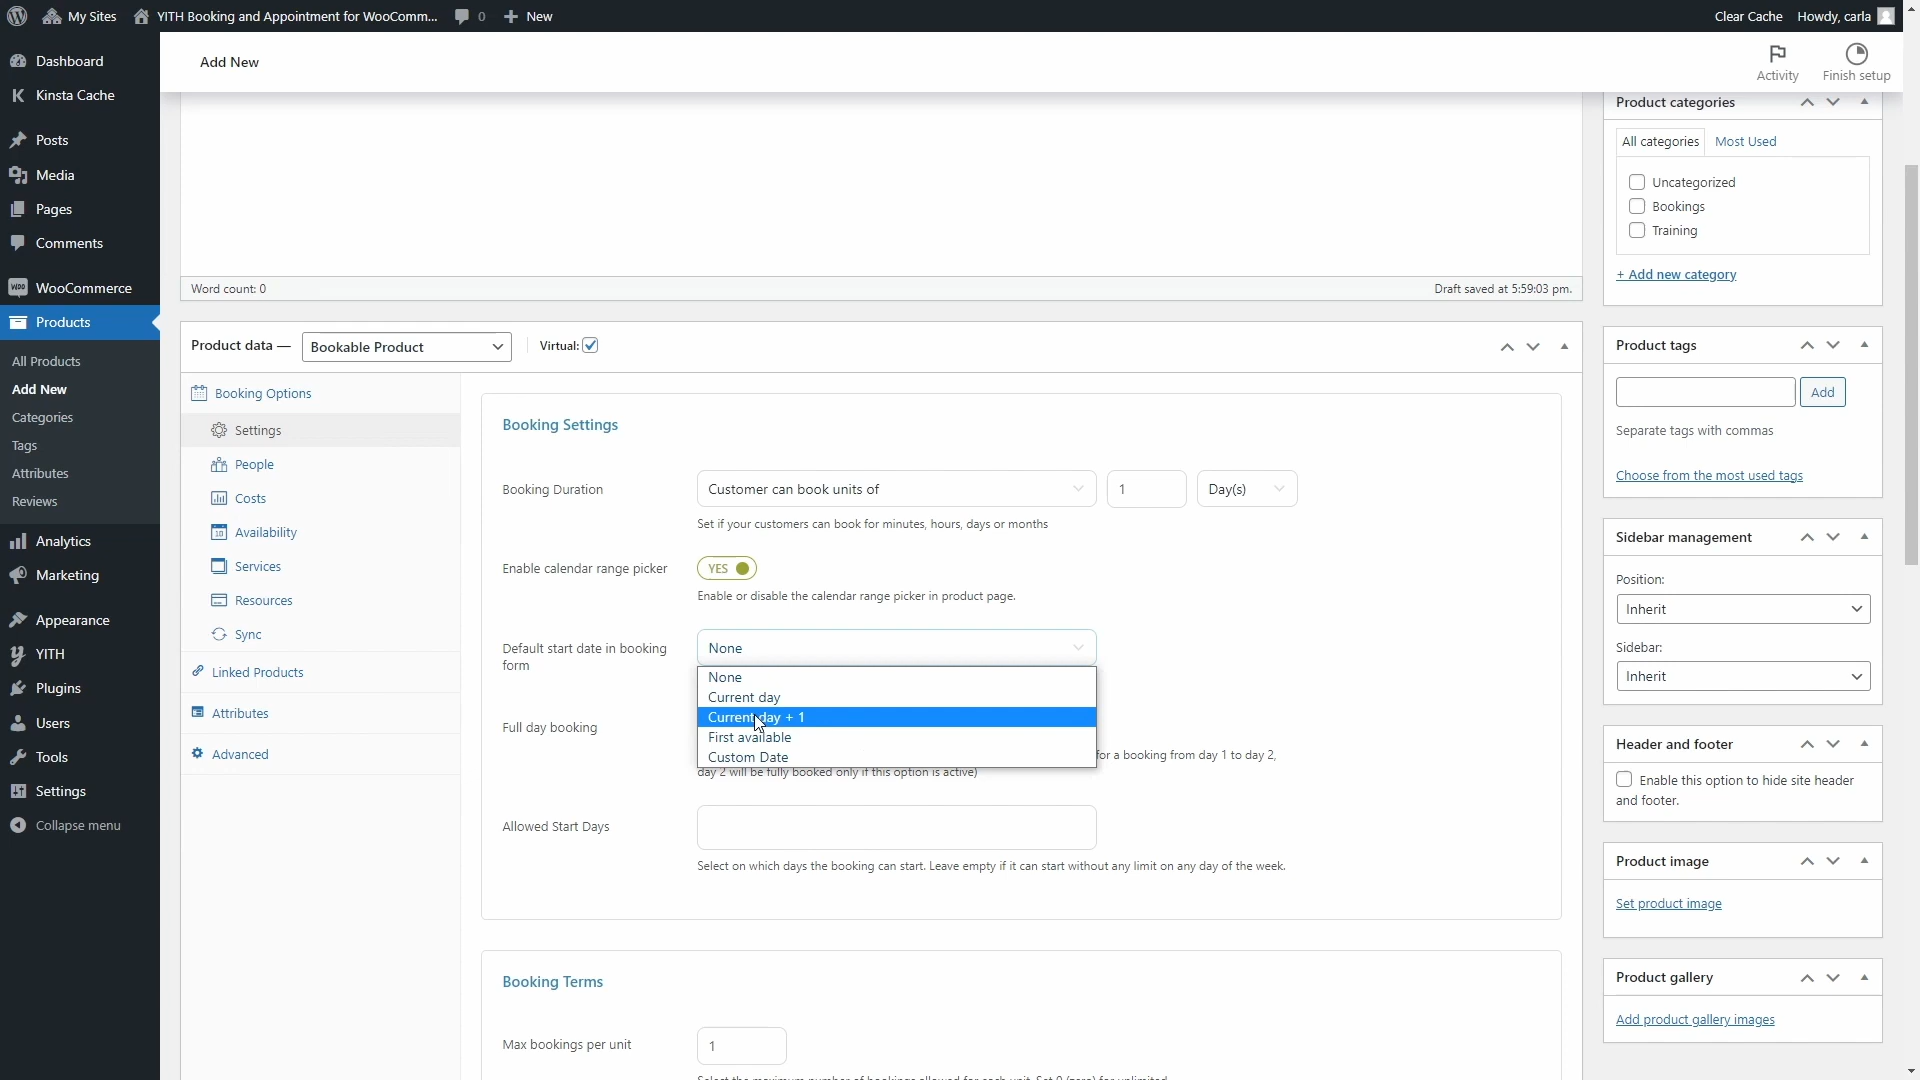 My Sites
YITH Booking and Appointment for WooComm...
0
New
Clear Cache
Howdy, carla
Dashboard
Kinsta Cache
Posts
Media
Pages
Comments
WooCommerce
Products
All Products
Add New
Categories
Tags
Attributes
Reviews
Analytics
Marketing
Appearance
YITH
Plugins
Users
Tools
Settings
Collapse menu
Add New
Activity
Finish setup
Word count: 0
Draft saved at 5:59:03 pm.
Product data —
Bookable Product
Virtual:
Booking Options
Settings
People
Costs
Availability
Services
Resources
Sync
Linked Products
Attributes
Advanced
Booking Settings
Booking Duration
Customer can book units of
1
Day(s)
Set if your customers can book for minutes, hours, days or months
Enable calendar range picker
YES
Enable or disable the calendar range picker in product page.
Default start date in booking
form
None
None
Current day
Current day + 1
First available
Custom Date
Full day booking
for a booking from day 1 to day 2,
day 2 will be fully booked only if this option is active)
Allowed Start Days
Select on which days the booking can start. Leave empty if it can start without any limit on any day of the week.
Booking Terms
Max bookings per unit
1
Product categories
All categories
Most Used
Uncategorized
Bookings
Training
+ Add new category
Product tags
Add
Separate tags with commas
Choose from the most used tags
Sidebar management
Position:
Inherit
Sidebar:
Inherit
Header and footer
Enable this option to hide site header
and footer.
Product image
Set product image
Product gallery
Add product gallery images